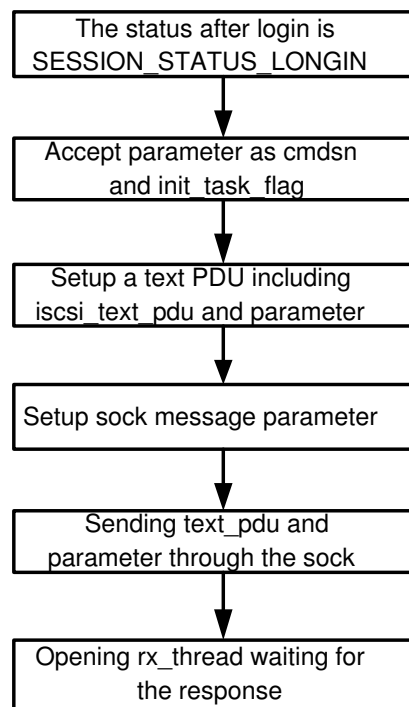 The status after login is
SESSION_STATUS_LONGIN
Accept parameter as cmdsn
and init_task_flag
Setup a text PDU including
iscsi_text_pdu and parameter
Setup sock message parameter
Sending text_pdu and
parameter through the sock
Opening rx_thread waiting for
the response